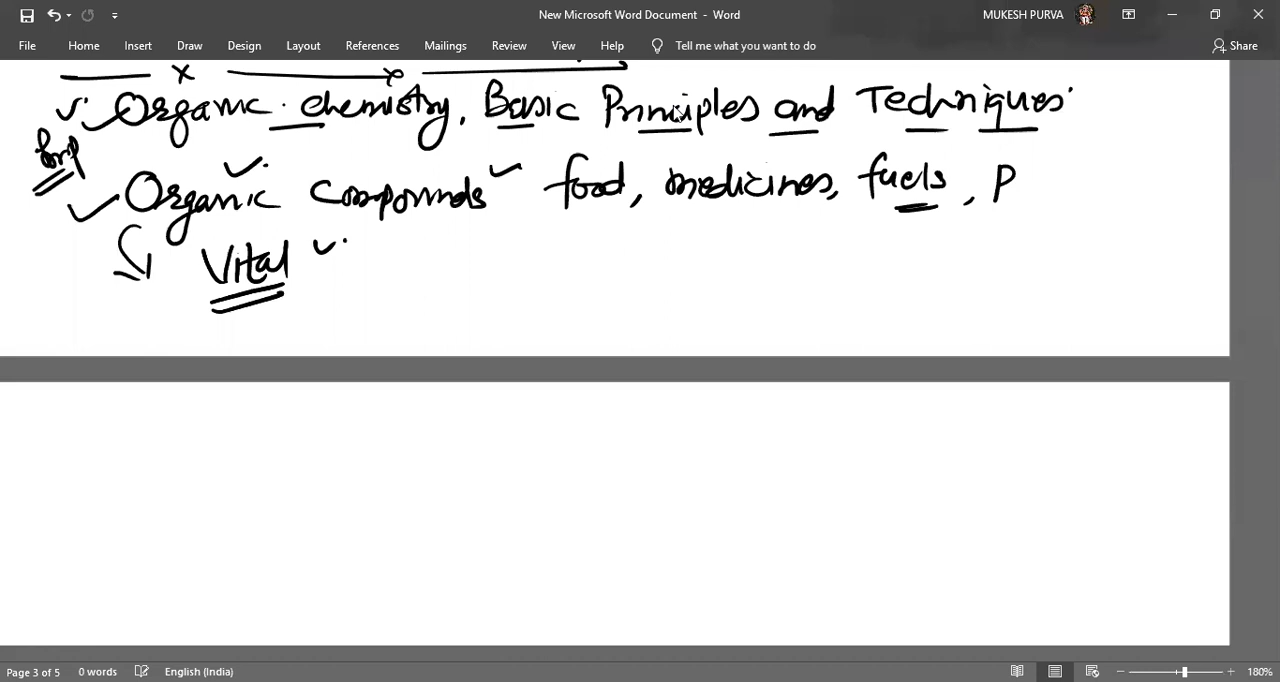 New Microsoft Word Document - Word
MUKESH PURVA
File Home Insert Draw Design Layout References Mailings Review View Help Tell me what you want to do Share
Organic chemistry, Basic Principles and Techniques
Imp
Organic Compounds food, medicines, fuels, P
Vital
Page 3 of 5 0 words English (India) 180%